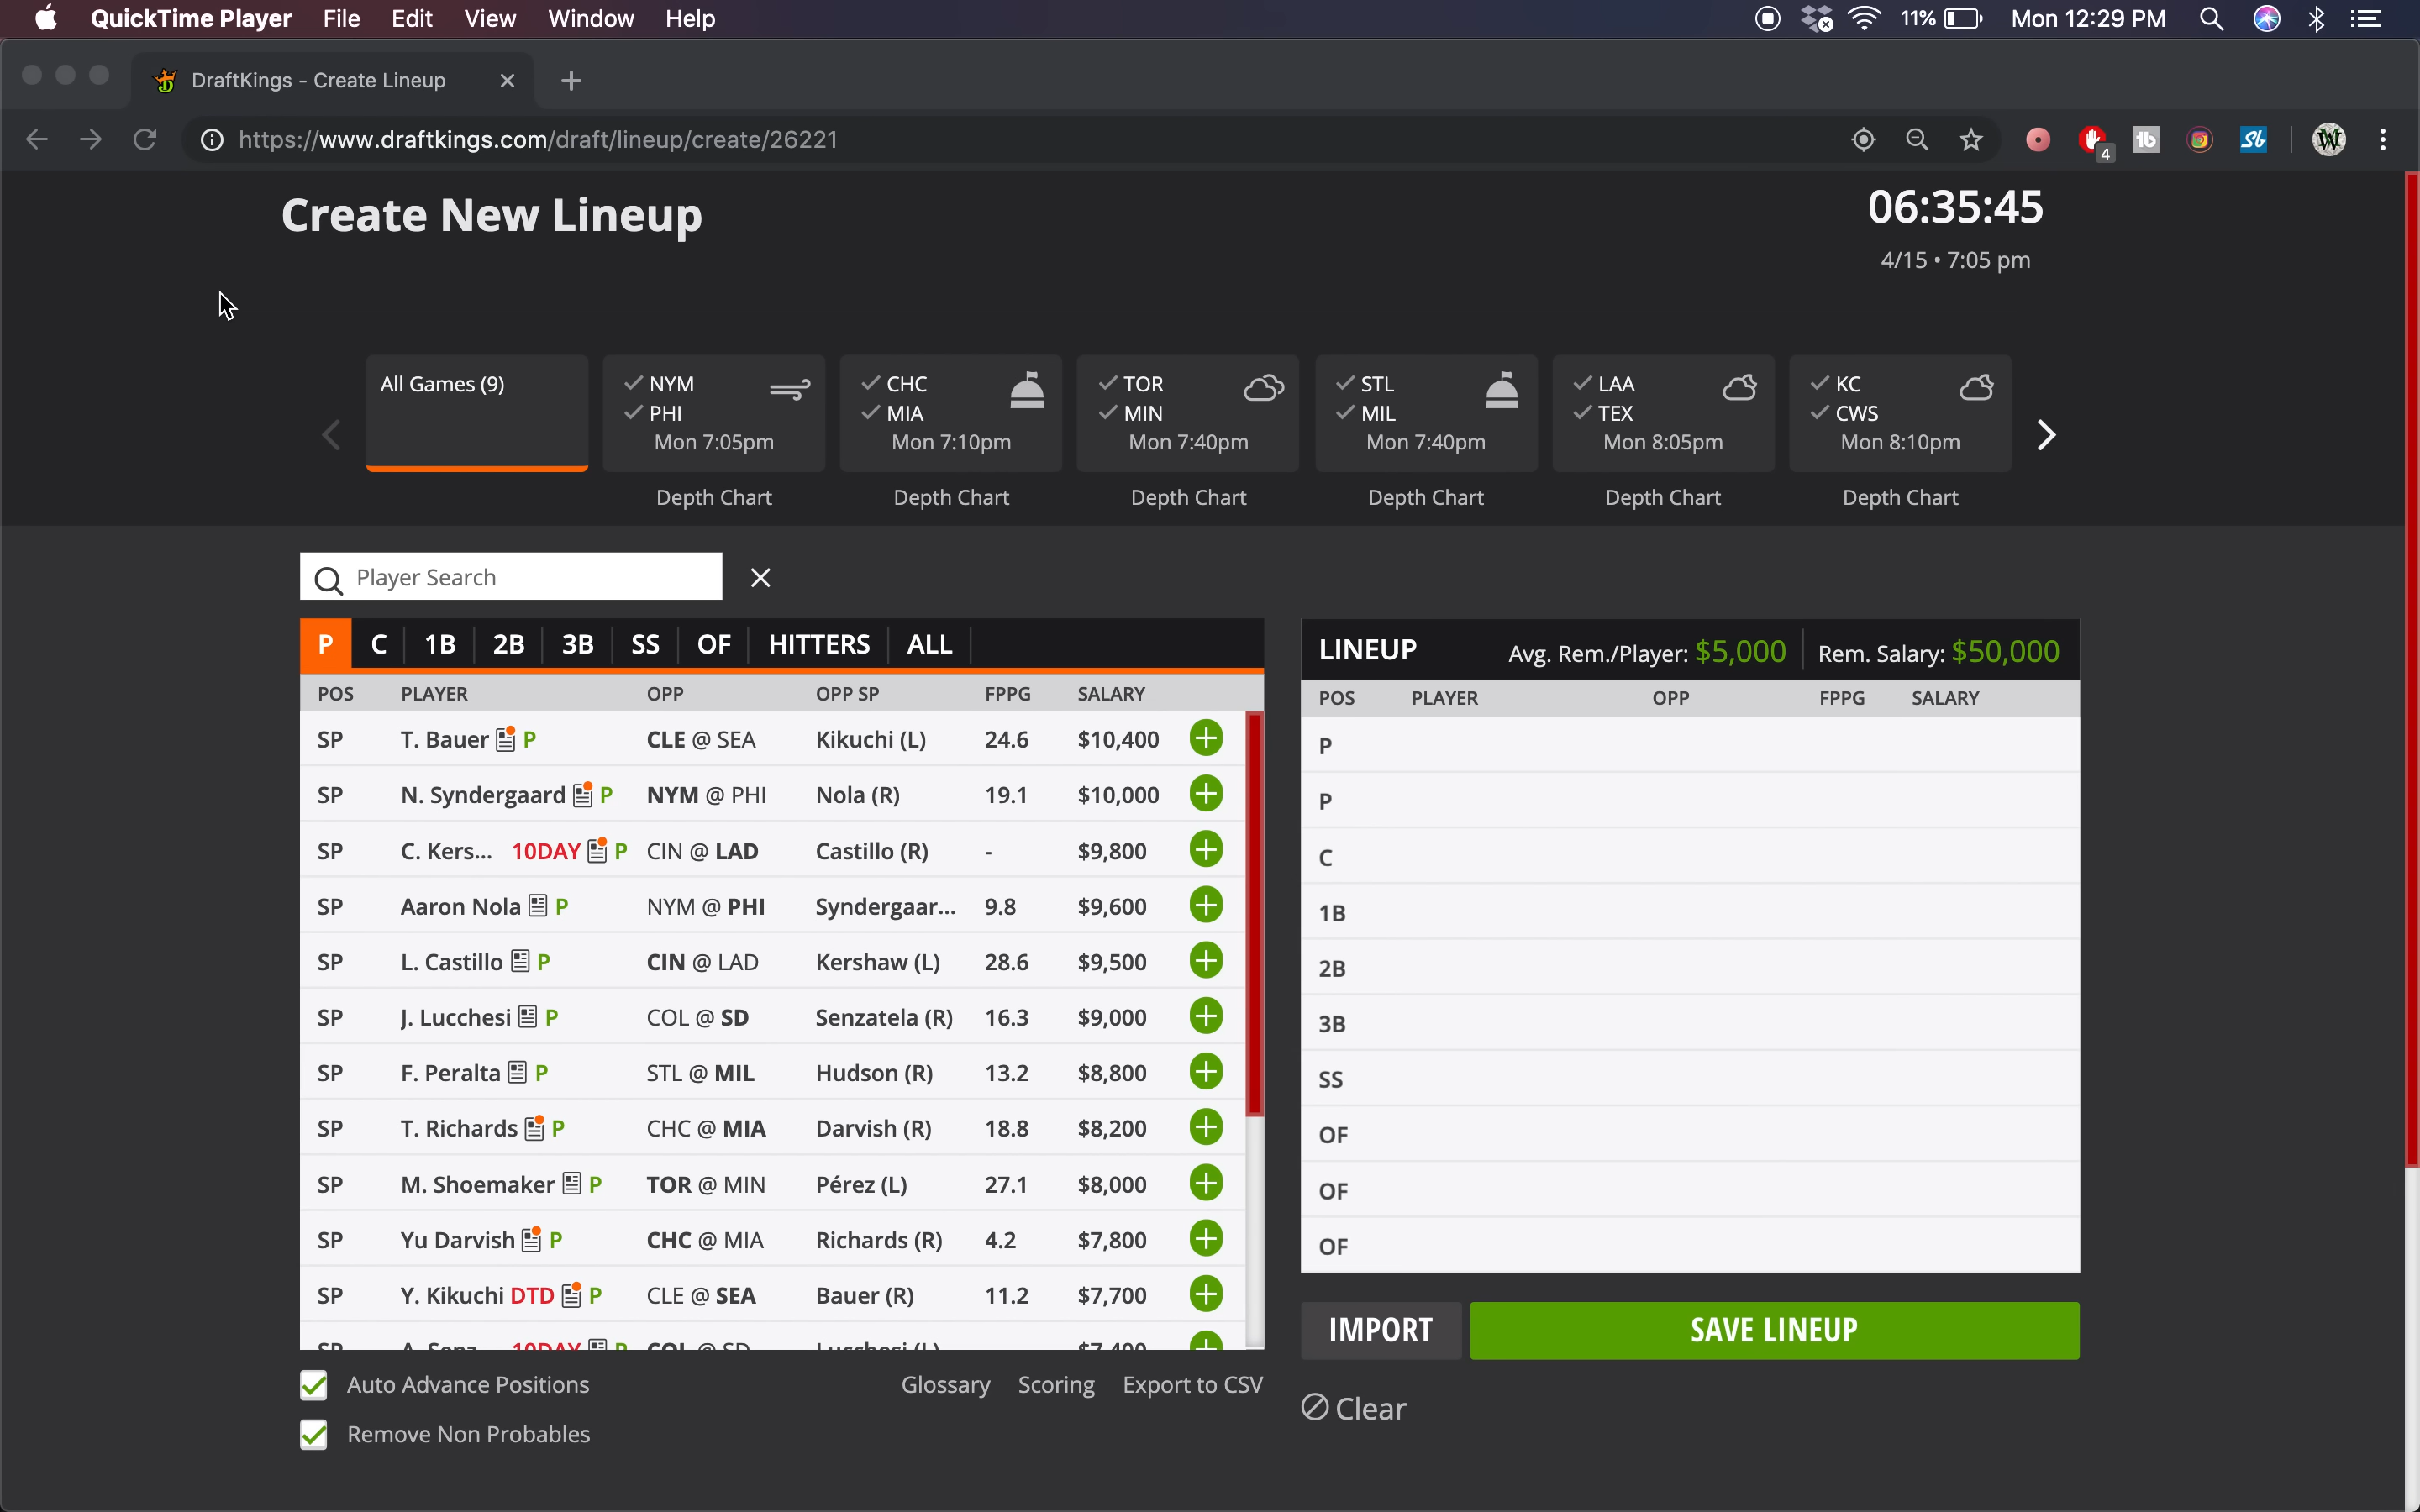 QuickTime Player File Edit View Window Help 11% Mon 12:29 PM
DraftKings - Create Lineup
https://www.draftkings.com/draft/lineup/create/26221 4 tb Sb W
Create New Lineup
06:35:45
4/15 • 7:05 pm
All Games (9)
NYM
PHI
Mon 7:05pm
Depth Chart
CHC
MIA
Mon 7:10pm
Depth Chart
TOR
MIN
Mon 7:40pm
Depth Chart
STL
MIL
Mon 7:40pm
Depth Chart
LAA
TEX
Mon 8:05pm
Depth Chart
KC
CWS
Mon 8:10pm
Depth Chart
Player Search
P C 1B 2B 3B SS OF HITTERS ALL
POS PLAYER OPP OPP SP FPPG SALARY
SP T. Bauer P CLE @ SEA Kikuchi (L) 24.6 $10,400
SP N. Syndergaard P NYM @ PHI Nola (R) 19.1 $10,000
SP C. Kers... 10DAY P CIN @ LAD Castillo (R) - $9,800
SP Aaron Nola P NYM @ PHI Syndergaar... 9.8 $9,600
SP L. Castillo P CIN @ LAD Kershaw (L) 28.6 $9,500
SP J. Lucchesi P COL @ SD Senzatela (R) 16.3 $9,000
SP F. Peralta P STL @ MIL Hudson (R) 13.2 $8,800
SP T. Richards P CHC @ MIA Darvish (R) 18.8 $8,200
SP M. Shoemaker P TOR @ MIN Pérez (L) 27.1 $8,000
SP Yu Darvish P CHC @ MIA Richards (R) 4.2 $7,800
SP Y. Kikuchi DTD P CLE @ SEA Bauer (R) 11.2 $7,700
SP A. Senz... 10DAY P COL @ SD Lucchesi (L) $7,400
Auto Advance Positions
Remove Non Probables
Glossary Scoring Export to CSV
LINEUP Avg. Rem./Player: $5,000 Rem. Salary: $50,000
POS PLAYER OPP FPPG SALARY
P
P
C
1B
2B
3B
SS
OF
OF
OF
IMPORT SAVE LINEUP
Clear